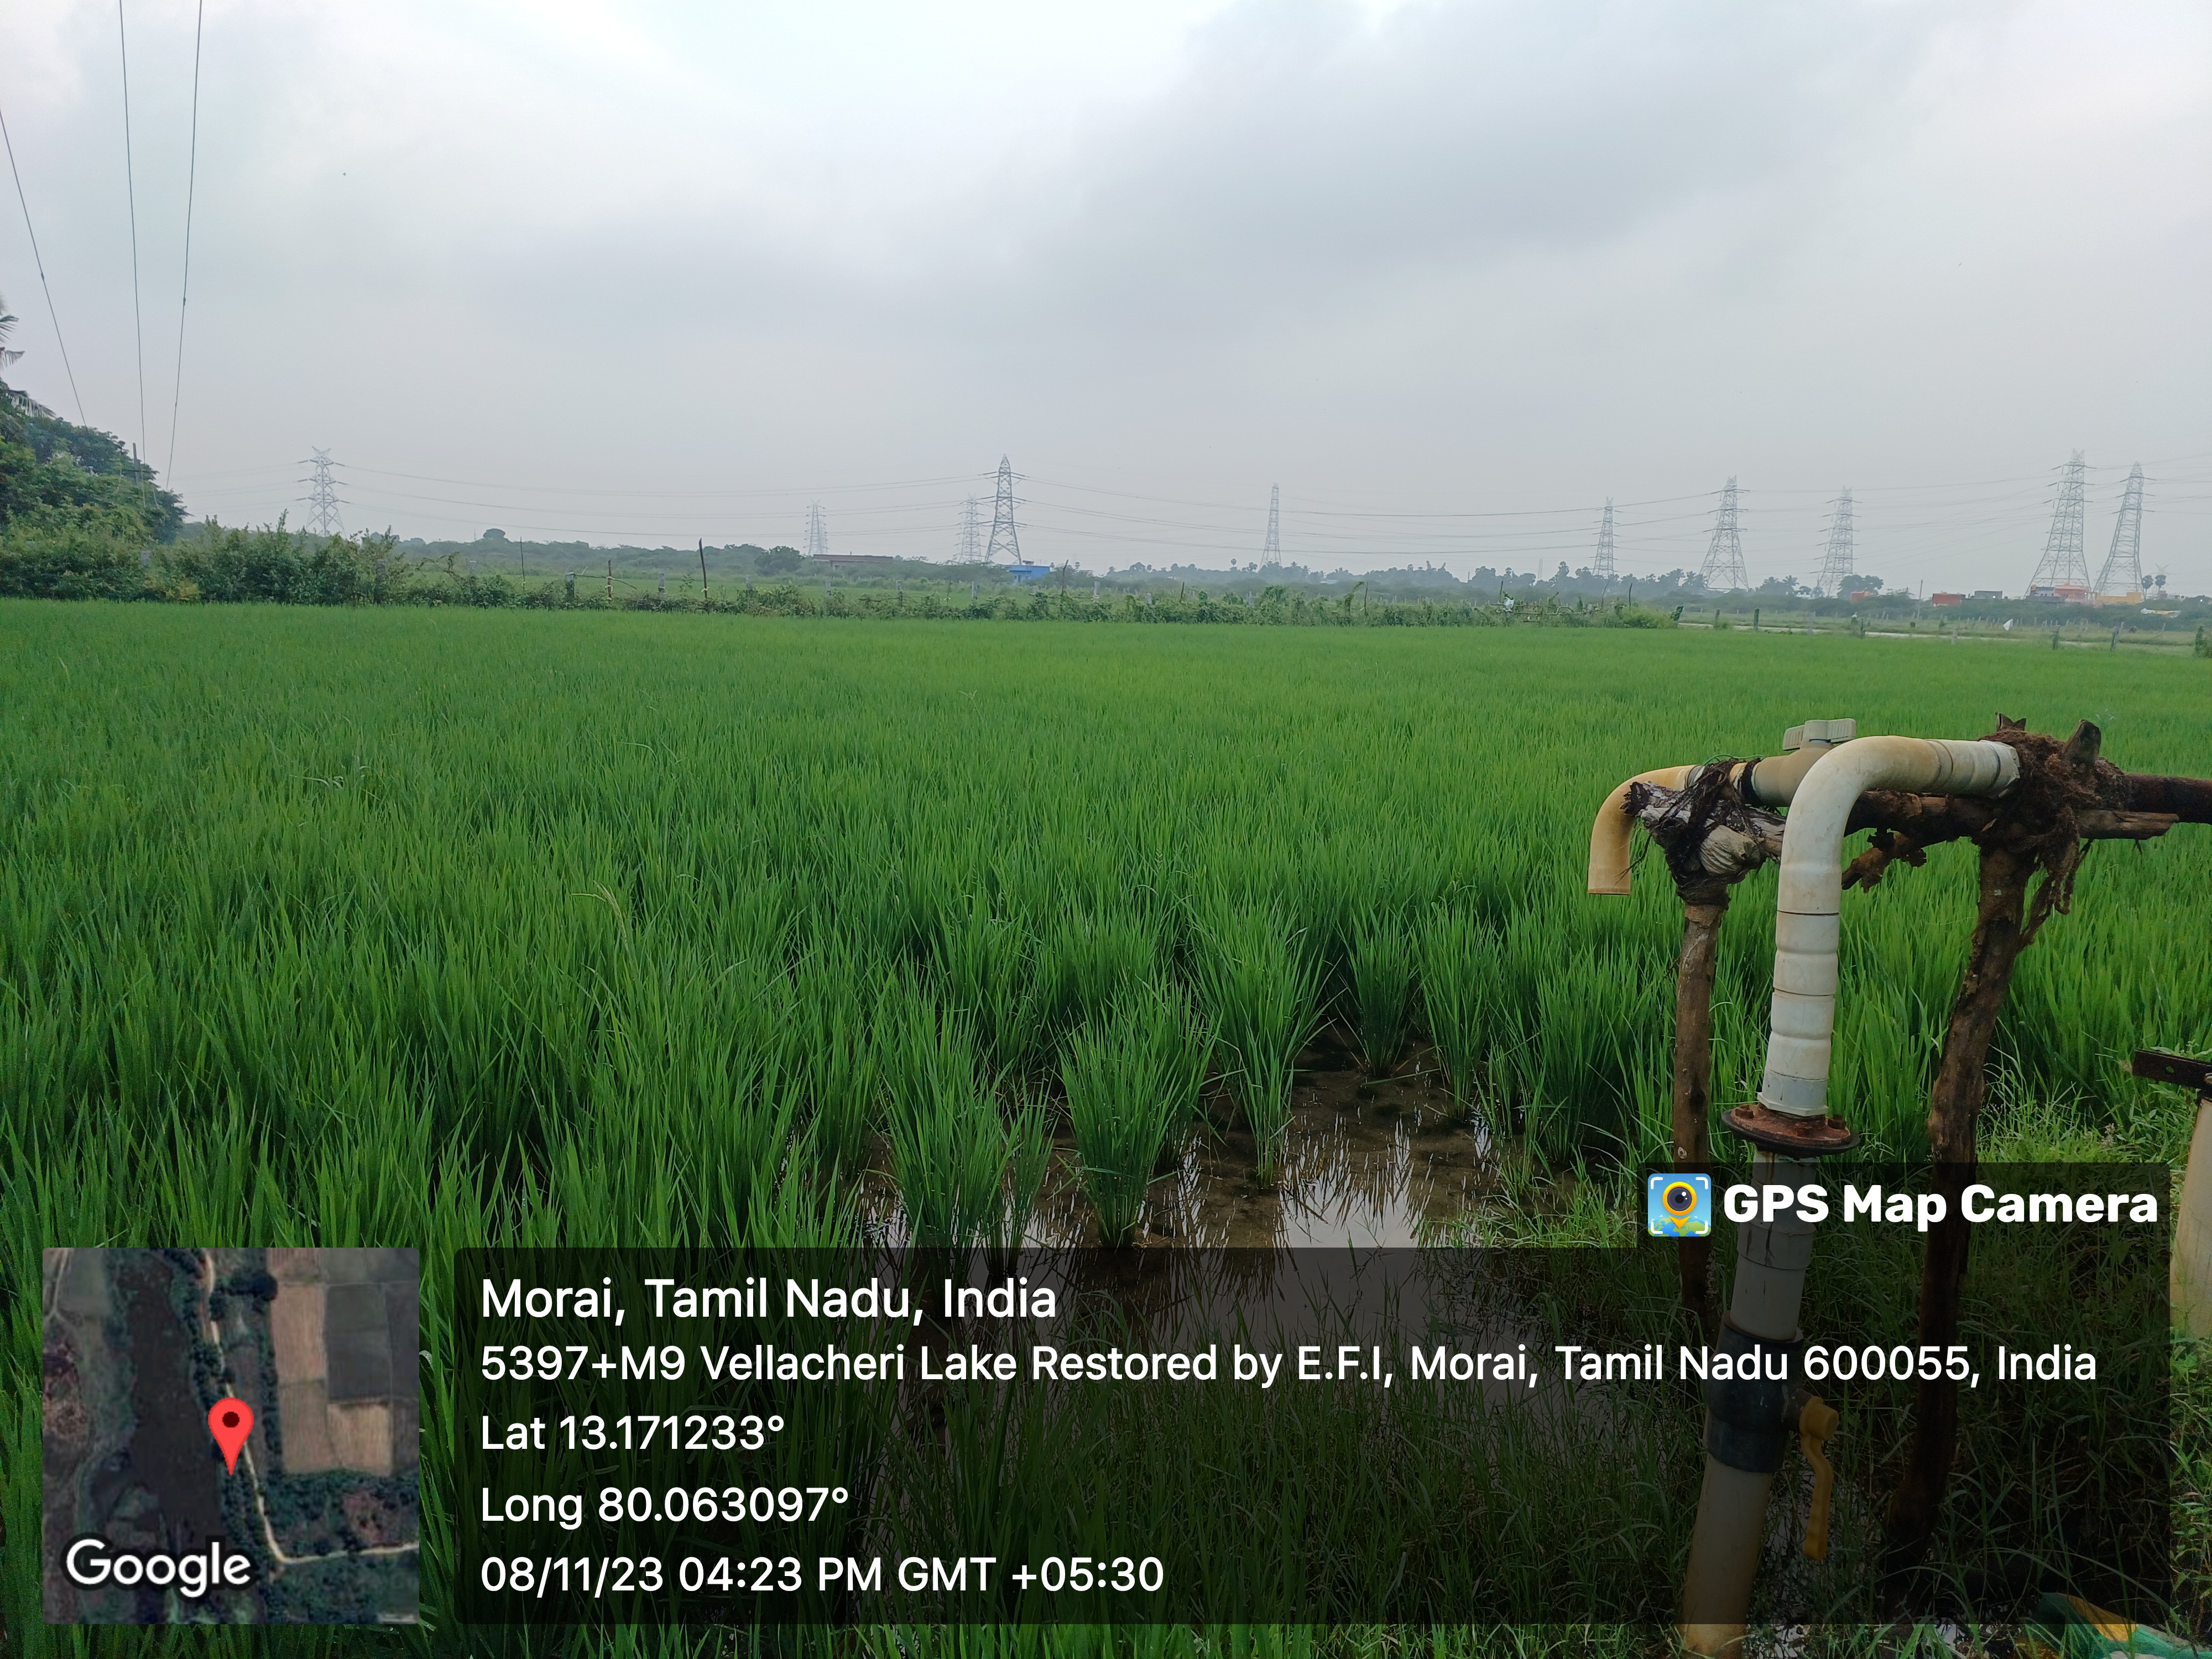 GPS Map Camera
Morai, Tamil Nadu, India
5397+M9 Vellacheri Lake Restored by E.F.I, Morai, Tamil Nadu 600055, India
Lat 13.171233°
Long 80.063097°
08/11/23 04:23 PM GMT +05:30
Google